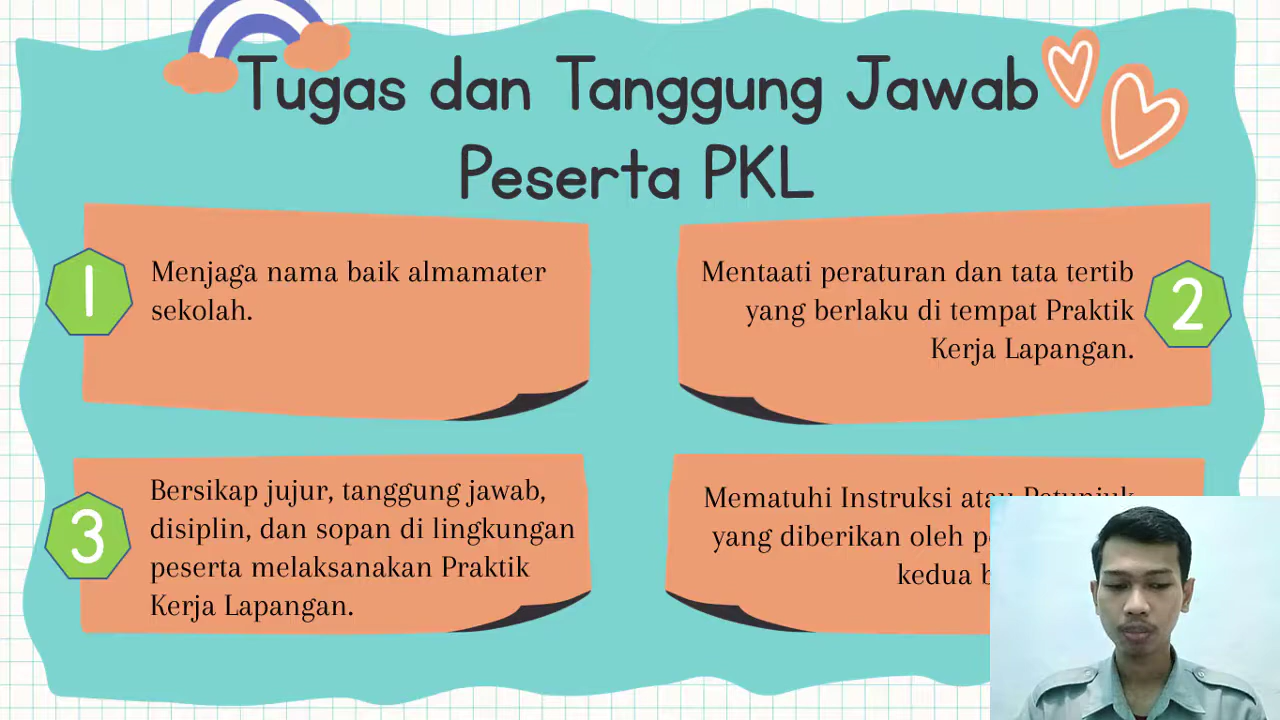 Tugas dan Tanggung Jawab
Peserta PKL
1
Menjaga nama baik almamater
sekolah.
Mentaati peraturan dan tata tertib
yang berlaku di tempat Praktik
Kerja Lapangan.
2
3
Bersikap jujur, tanggung jawab,
disiplin, dan sopan di lingkungan
peserta melaksanakan Praktik
Kerja Lapangan.
Mematuhi Instruksi atau Petunjuk
yang diberikan oleh
kedua